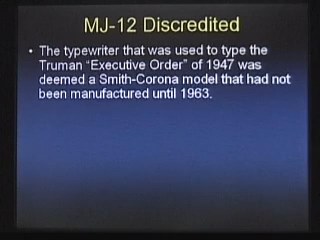 MJ-12 Discredited
• The typewriter that was used to type the
Truman “Executive Order” of 1947 was
deemed a Smith-Corona model that had not
been manufactured until 1963.